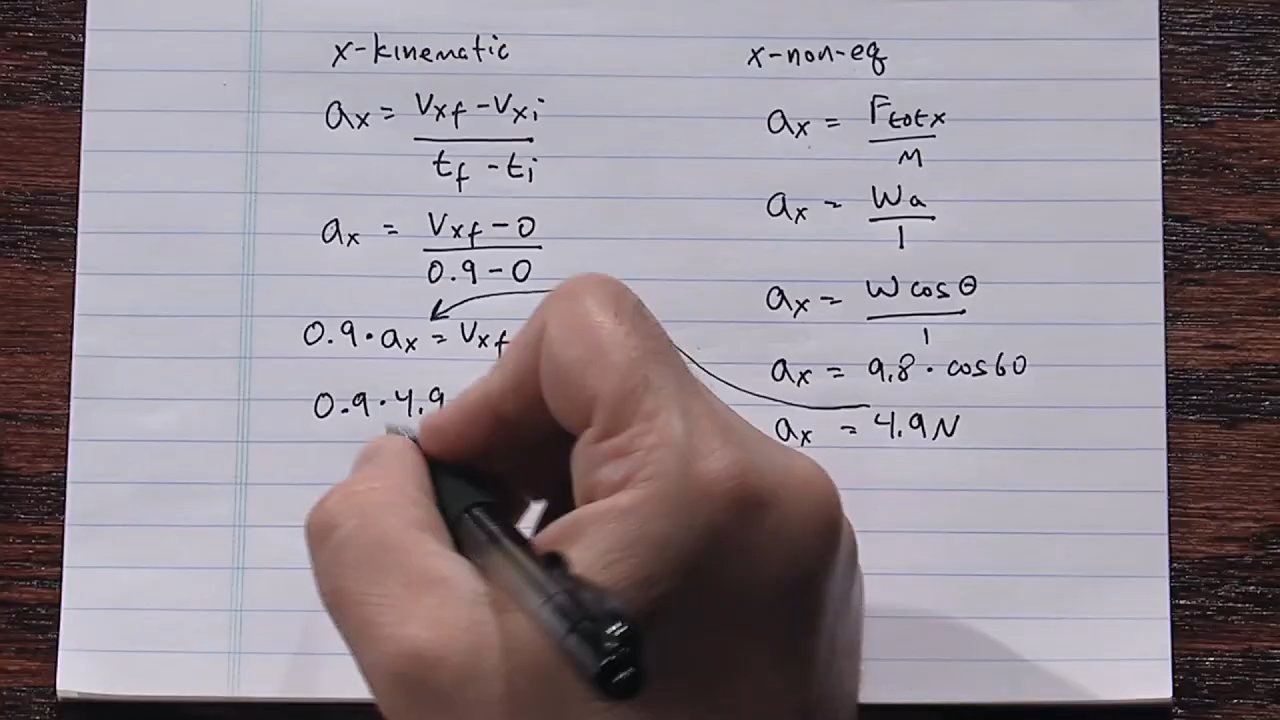 x-kinematic
ax = Vxf - Vxi
tf - ti
ax = Vxf - 0
0.9 - 0
0.9 · ax = Vxf
0.9 · 4.9
x-non-eq
ax = Ftotx
M
ax = Wa
1
ax = W cos θ
1
ax = 9.8 · cos 60
ax = 4.9 N